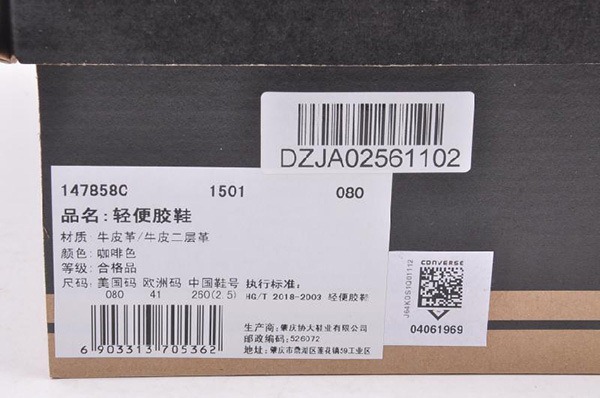 DZJA02561102
147858C 1501 080
品名:轻便胶鞋
材质:牛皮革/牛皮二层革
颜色:咖啡色
等级:合格品
尺码:美国码 欧洲码 中国鞋号 执行标准:
080 41 250(2.5) HG/T 2018-2003 轻便胶鞋
6903313705362
生产商:肇庆协大鞋业有限公司
邮政编码:526072
地址:肇庆市鼎湖区莲花镇59工业区
CONVERSE
J64KDS1Q01112
04061969